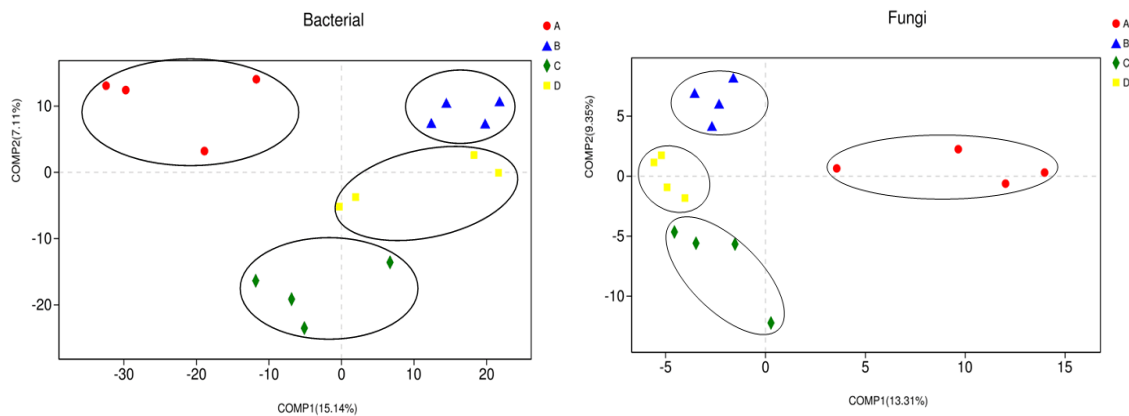 Bacterial
A
B
C
D
COMP2(7.11%)
10
0
-10
-20
-30
-20
-10
0
10
20
COMP1(15.14%)
Fungi
A
B
C
D
COMP2(9.35%)
5
0
-5
-10
-5
0
5
10
15
COMP1(13.31%)